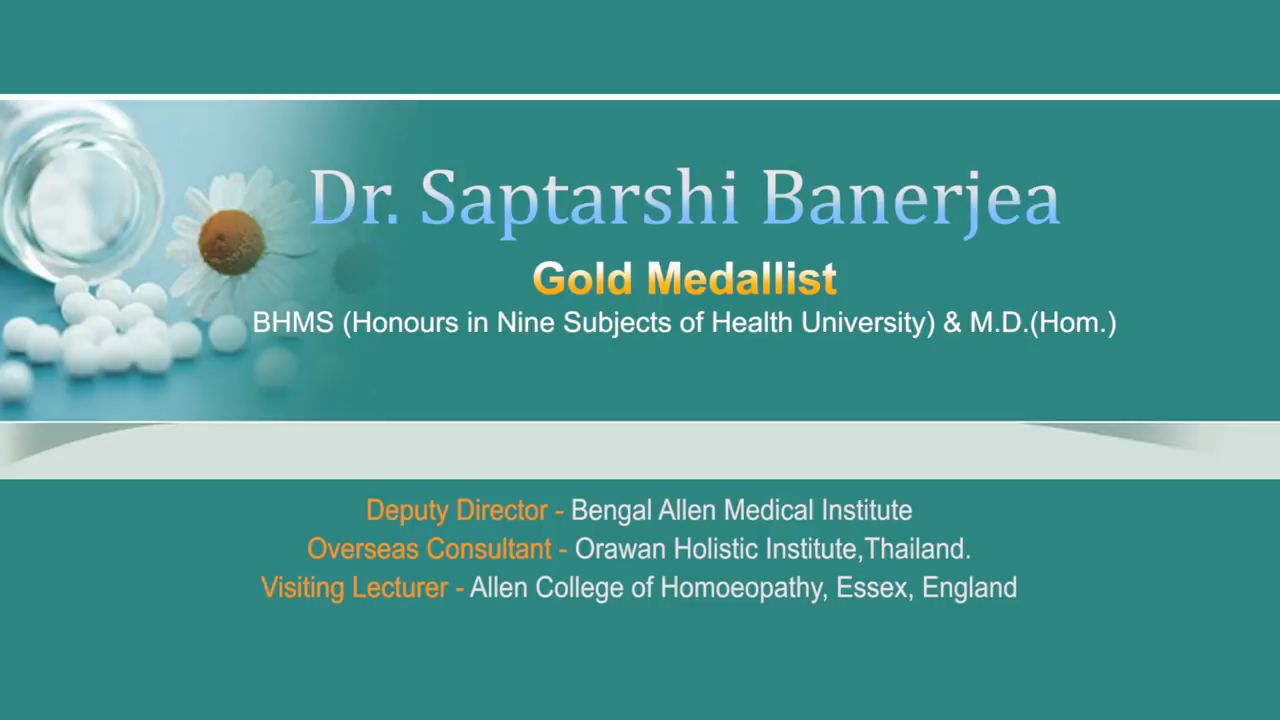 Dr. Saptarshi Banerjea
Gold Medallist
BHMS (Honours in Nine Subjects of Health University) & M.D.(Hom.)
Deputy Director - Bengal Allen Medical Institute
Overseas Consultant - Orawan Holistic Institute,Thailand.
Visiting Lecturer - Allen College of Homoeopathy, Essex, England